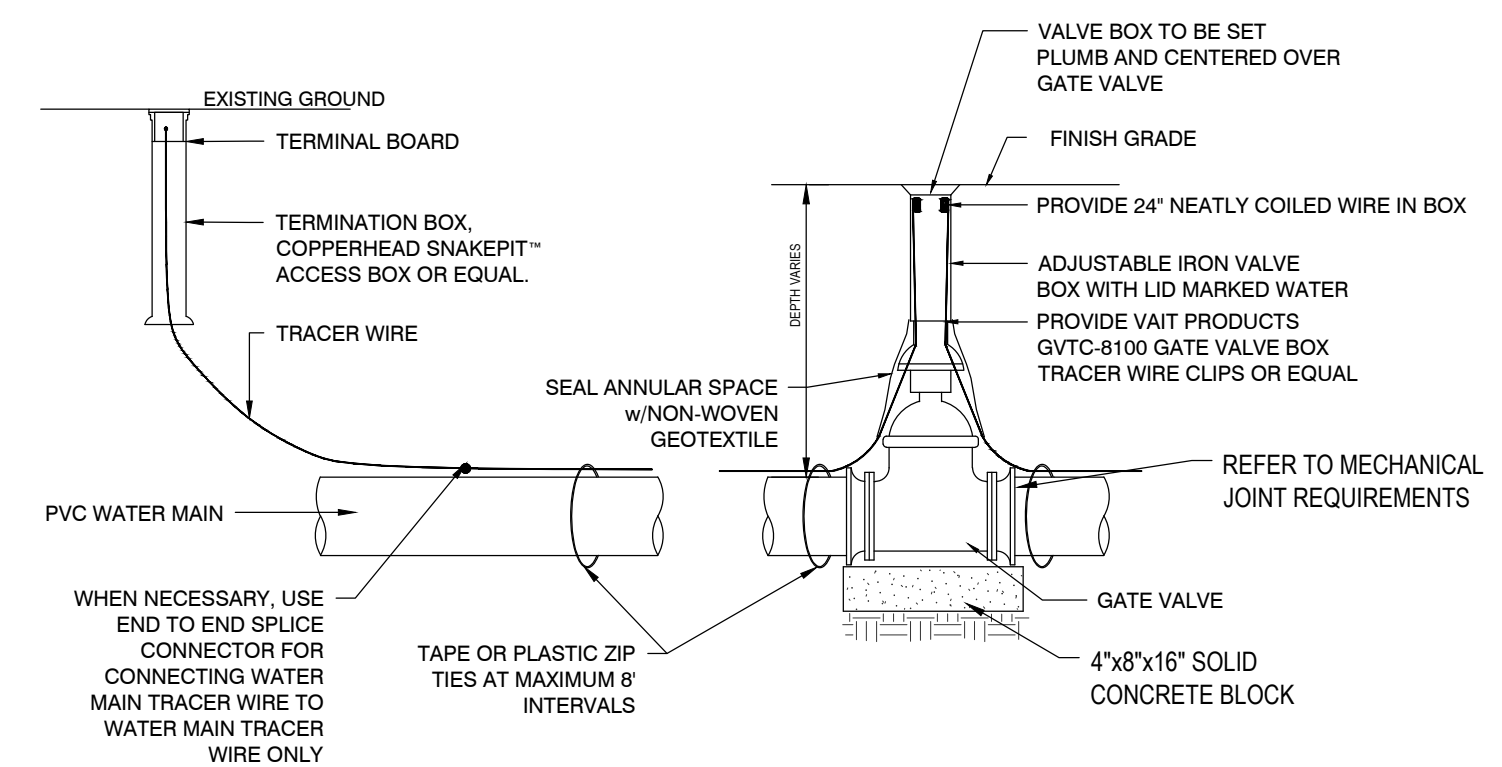 EXISTING GROUND
TERMINAL BOARD
TERMINATION BOX,
COPPERHEAD SNAKEPIT™
ACCESS BOX OR EQUAL.
TRACER WIRE
PVC WATER MAIN
WHEN NECESSARY, USE
END TO END SPLICE
CONNECTOR FOR
CONNECTING WATER
MAIN TRACER WIRE TO
WATER MAIN TRACER
WIRE ONLY
TAPE OR PLASTIC ZIP
TIES AT MAXIMUM 8'
INTERVALS
SEAL ANNULAR SPACE
w/NON-WOVEN
GEOTEXTILE
DEPTH VARIES
VALVE BOX TO BE SET
PLUMB AND CENTERED OVER
GATE VALVE
FINISH GRADE
PROVIDE 24" NEATLY COILED WIRE IN BOX
ADJUSTABLE IRON VALVE
BOX WITH LID MARKED WATER
PROVIDE VAIT PRODUCTS
GVTC-8100 GATE VALVE BOX
TRACER WIRE CLIPS OR EQUAL
REFER TO MECHANICAL
JOINT REQUIREMENTS
GATE VALVE
4"x8"x16" SOLID
CONCRETE BLOCK